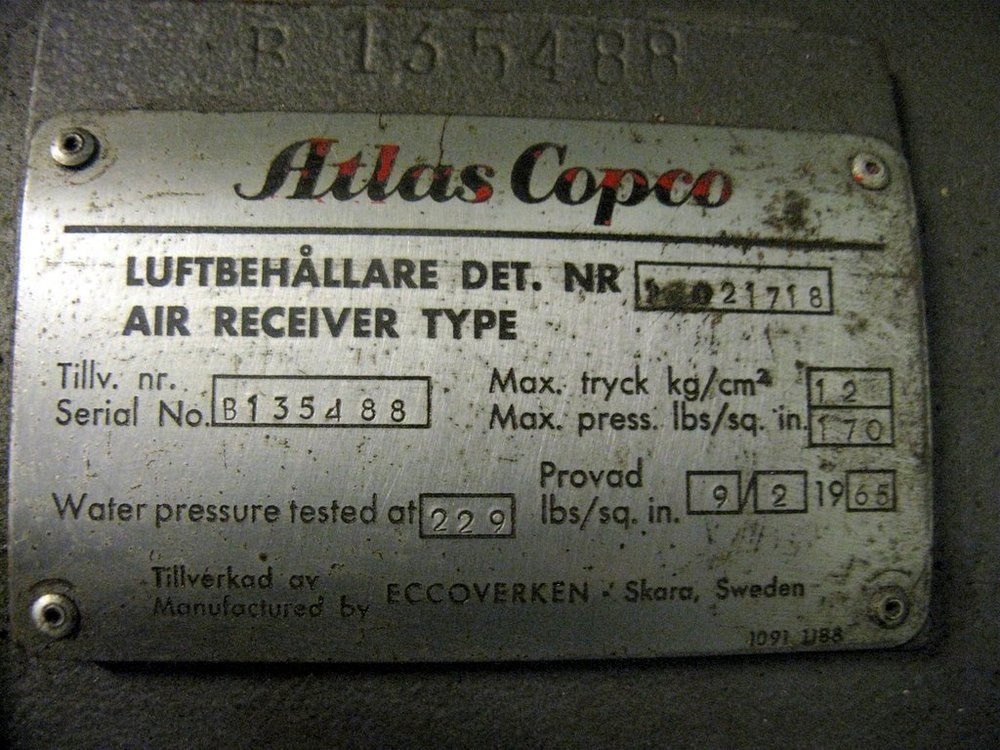 B 135488
Atlas Copco
LUFTBEHÅLLARE DET. NR 21718
AIR RECEIVER TYPE
Tillv. nr.
Serial No. B135488
Max. tryck kg/cm² 12
Max. press. lbs/sq. in. 170
Provad
Water pressure tested at 229 lbs/sq. in. 9/2 1965
Tillverkad av
Manufactured by ECCOVERKEN · Skara, Sweden
1091 1188